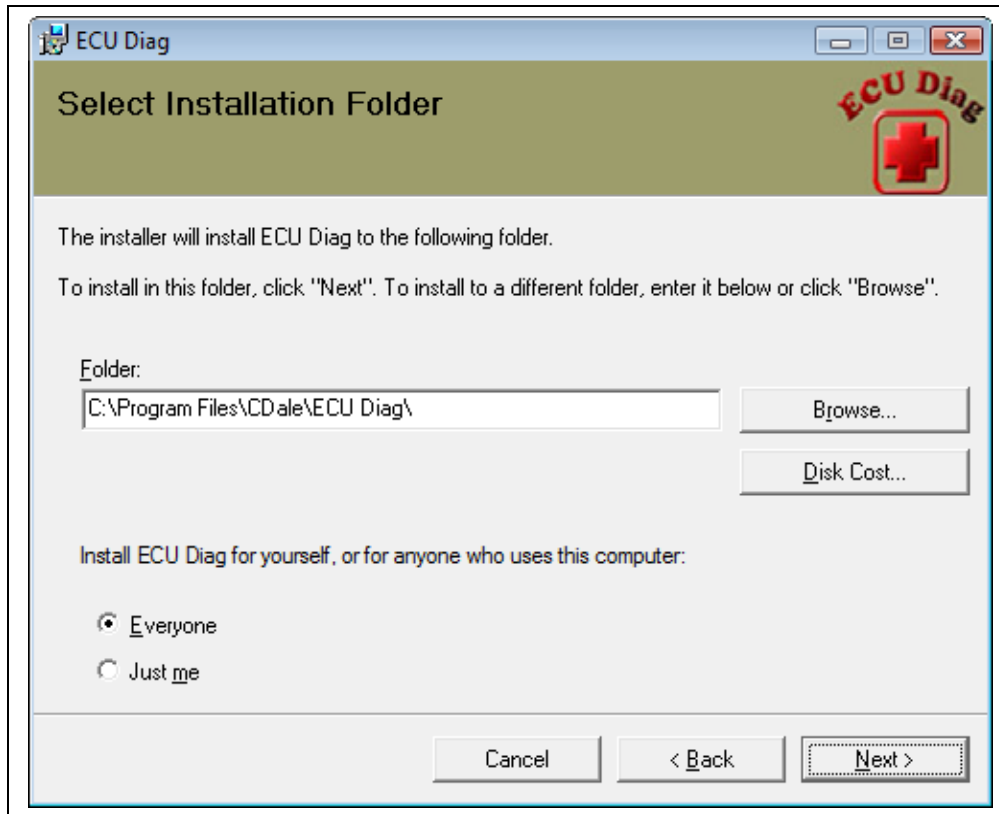 ECU Diag
Select Installation Folder
ECU Diag
The installer will install ECU Diag to the following folder.
To install in this folder, click "Next". To install to a different folder, enter it below or click "Browse".
Folder:
C:\Program Files\CDale\ECU Diag\
Browse...
Disk Cost...
Install ECU Diag for yourself, or for anyone who uses this computer:
Everyone
Just me
Cancel
< Back
Next >